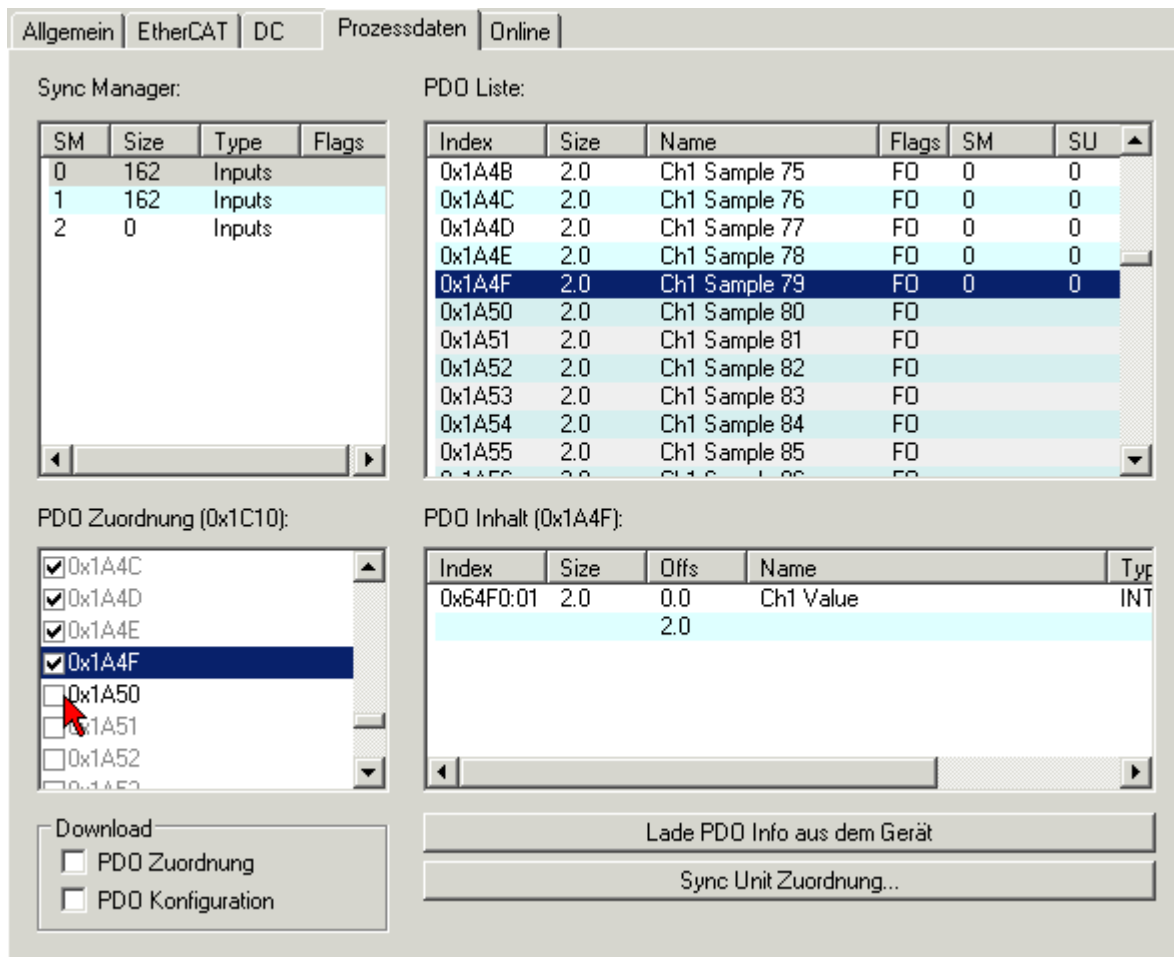 Allgemein EtherCAT DC Prozessdaten Online
Sync Manager:
SM Size Type Flags
0 162 Inputs
1 162 Inputs
2 0 Inputs
PDO Liste:
Index Size Name Flags SM SU
0x1A4B 2.0 Ch1 Sample 75 FO 0 0
0x1A4C 2.0 Ch1 Sample 76 FO 0 0
0x1A4D 2.0 Ch1 Sample 77 FO 0 0
0x1A4E 2.0 Ch1 Sample 78 FO 0 0
0x1A4F 2.0 Ch1 Sample 79 FO 0 0
0x1A50 2.0 Ch1 Sample 80 FO
0x1A51 2.0 Ch1 Sample 81 FO
0x1A52 2.0 Ch1 Sample 82 FO
0x1A53 2.0 Ch1 Sample 83 FO
0x1A54 2.0 Ch1 Sample 84 FO
0x1A55 2.0 Ch1 Sample 85 FO
PDO Zuordnung (0x1C10):
0x1A4C
0x1A4D
0x1A4E
0x1A4F
0x1A50
0x1A51
0x1A52
PDO Inhalt (0x1A4F):
Index Size Offs Name Typ
0x64F0:01 2.0 0.0 Ch1 Value INT
2.0
Download
PDO Zuordnung
PDO Konfiguration
Lade PDO Info aus dem Gerät
Sync Unit Zuordnung...